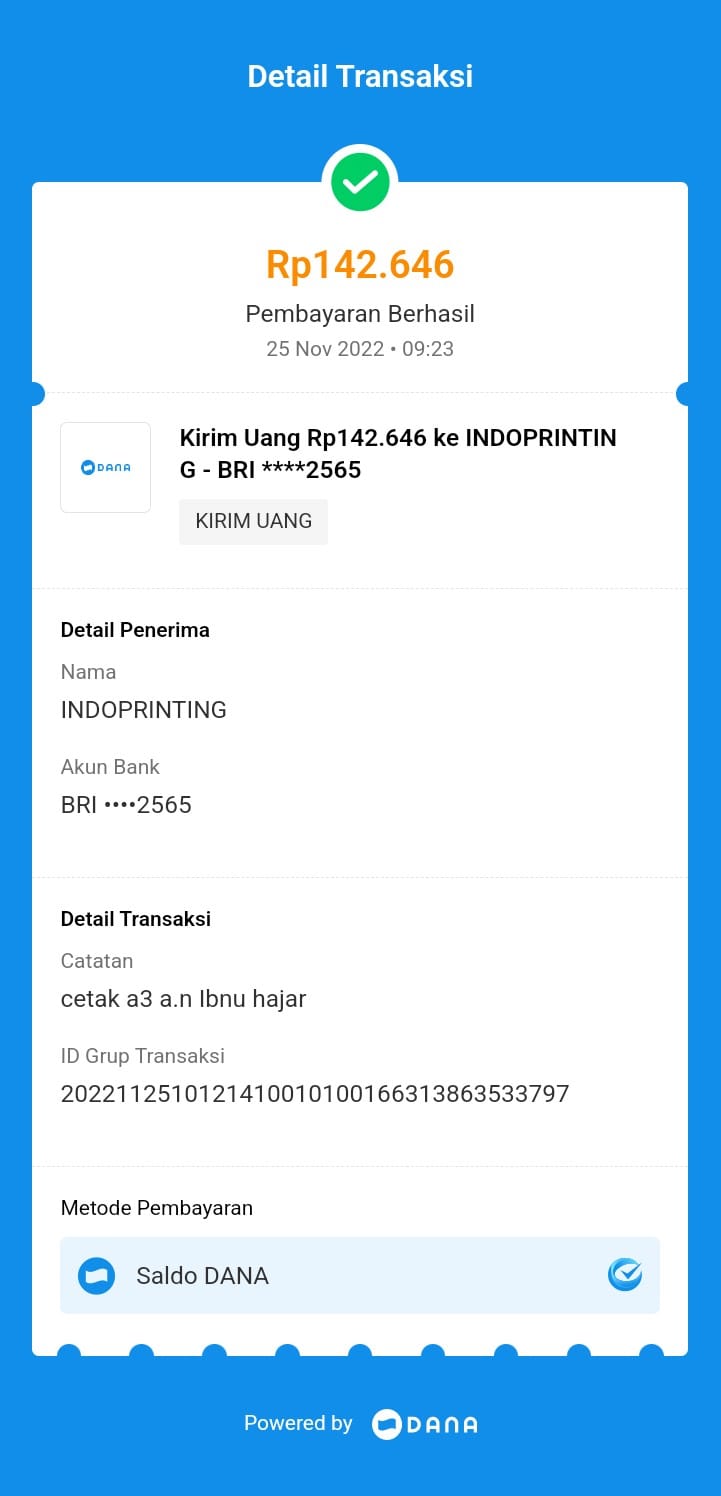 Detail Transaksi
Rp142.646
Pembayaran Berhasil
25 Nov 2022 • 09:23
DANA
Kirim Uang Rp142.646 ke INDOPRINTIN
G - BRI ****2565
KIRIM UANG
Detail Penerima
Nama
INDOPRINTING
Akun Bank
BRI ••••2565
Detail Transaksi
Catatan
cetak a3 a.n Ibnu hajar
ID Grup Transaksi
2022112510121410010100166313863533797
Metode Pembayaran
Saldo DANA
Powered by DANA